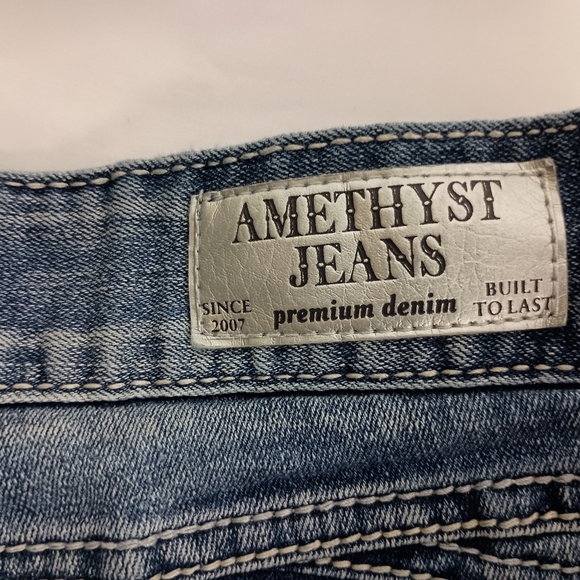 AMETHYST
JEANS
SINCE
2007
premium denim
BUILT
TO LAST